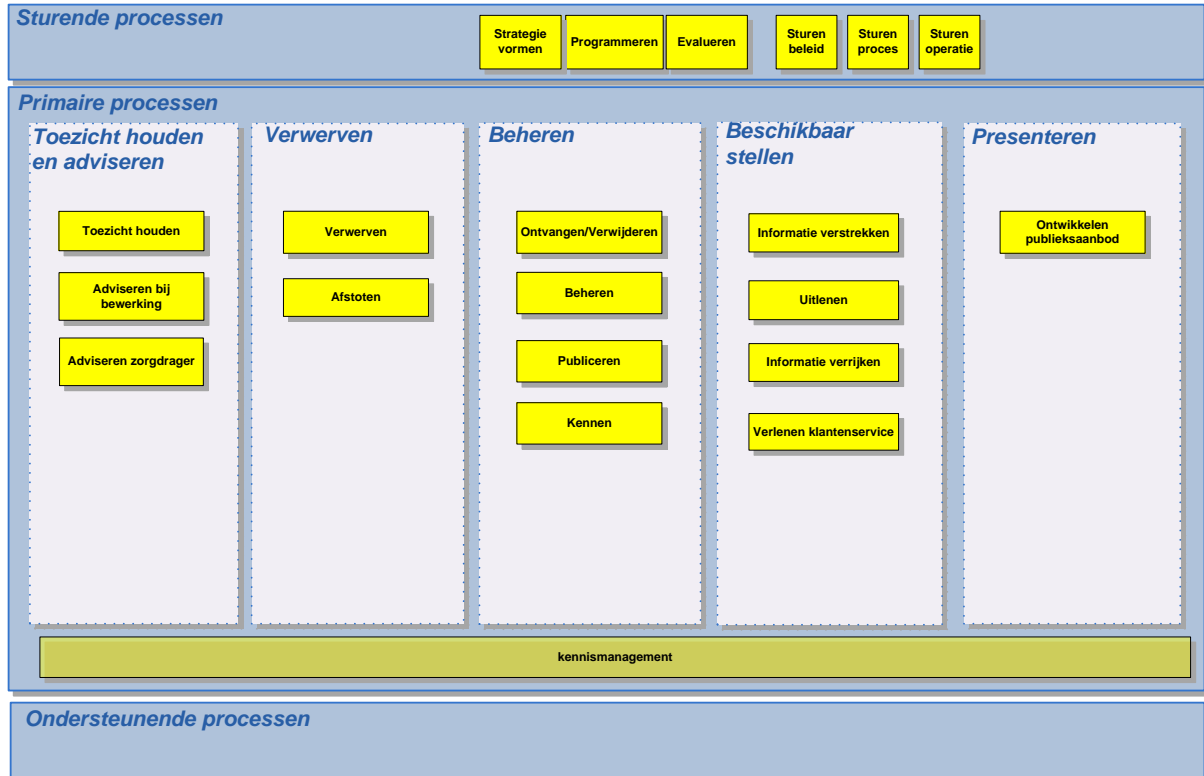 Sturende processen
Strategie
vormen
Programmeren
Evalueren
Sturen
beleid
Sturen
proces
Sturen
operatie
Primaire processen
Toezicht houden
en adviseren
Toezicht houden
Adviseren bij
bewerking
Adviseren zorgdrager
Verwerven
Verwerven
Afstoten
Beheren
Ontvangen/Verwijderen
Beheren
Publiceren
Kennen
Beschikbaar
stellen
Informatie verstrekken
Uitlenen
Informatie verrijken
Verlenen klantenservice
Presenteren
Ontwikkelen
publieksaanbod
kennismanagement
Ondersteunende processen